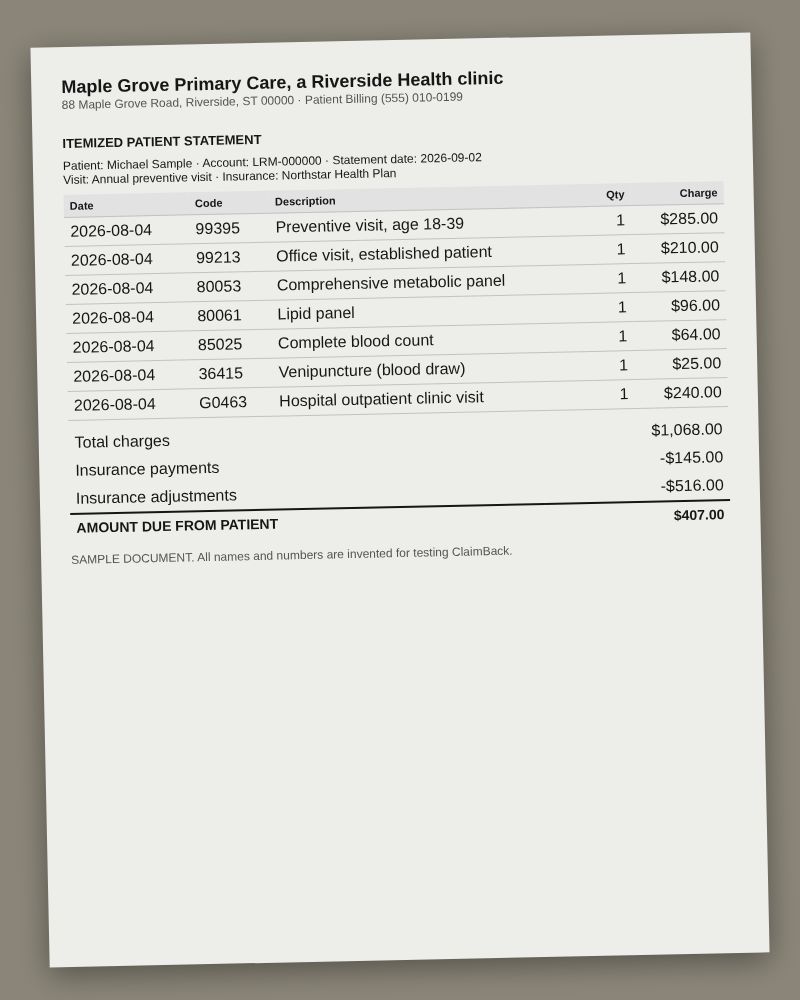 Maple Grove Primary Care, a Riverside Health clinic
88 Maple Grove Road, Riverside, ST 00000 · Patient Billing (555) 010-0199
ITEMIZED PATIENT STATEMENT
Patient: Michael Sample · Account: LRM-000000 · Statement date: 2026-09-02
Visit: Annual preventive visit · Insurance: Northstar Health Plan
Date Code Description Qty Charge
2026-08-04 99395 Preventive visit, age 18-39 1 $285.00
2026-08-04 99213 Office visit, established patient 1 $210.00
2026-08-04 80053 Comprehensive metabolic panel 1 $148.00
2026-08-04 80061 Lipid panel 1 $96.00
2026-08-04 85025 Complete blood count 1 $64.00
2026-08-04 36415 Venipuncture (blood draw) 1 $25.00
2026-08-04 G0463 Hospital outpatient clinic visit 1 $240.00
Total charges $1,068.00
Insurance payments -$145.00
Insurance adjustments -$516.00
AMOUNT DUE FROM PATIENT $407.00
SAMPLE DOCUMENT. All names and numbers are invented for testing ClaimBack.